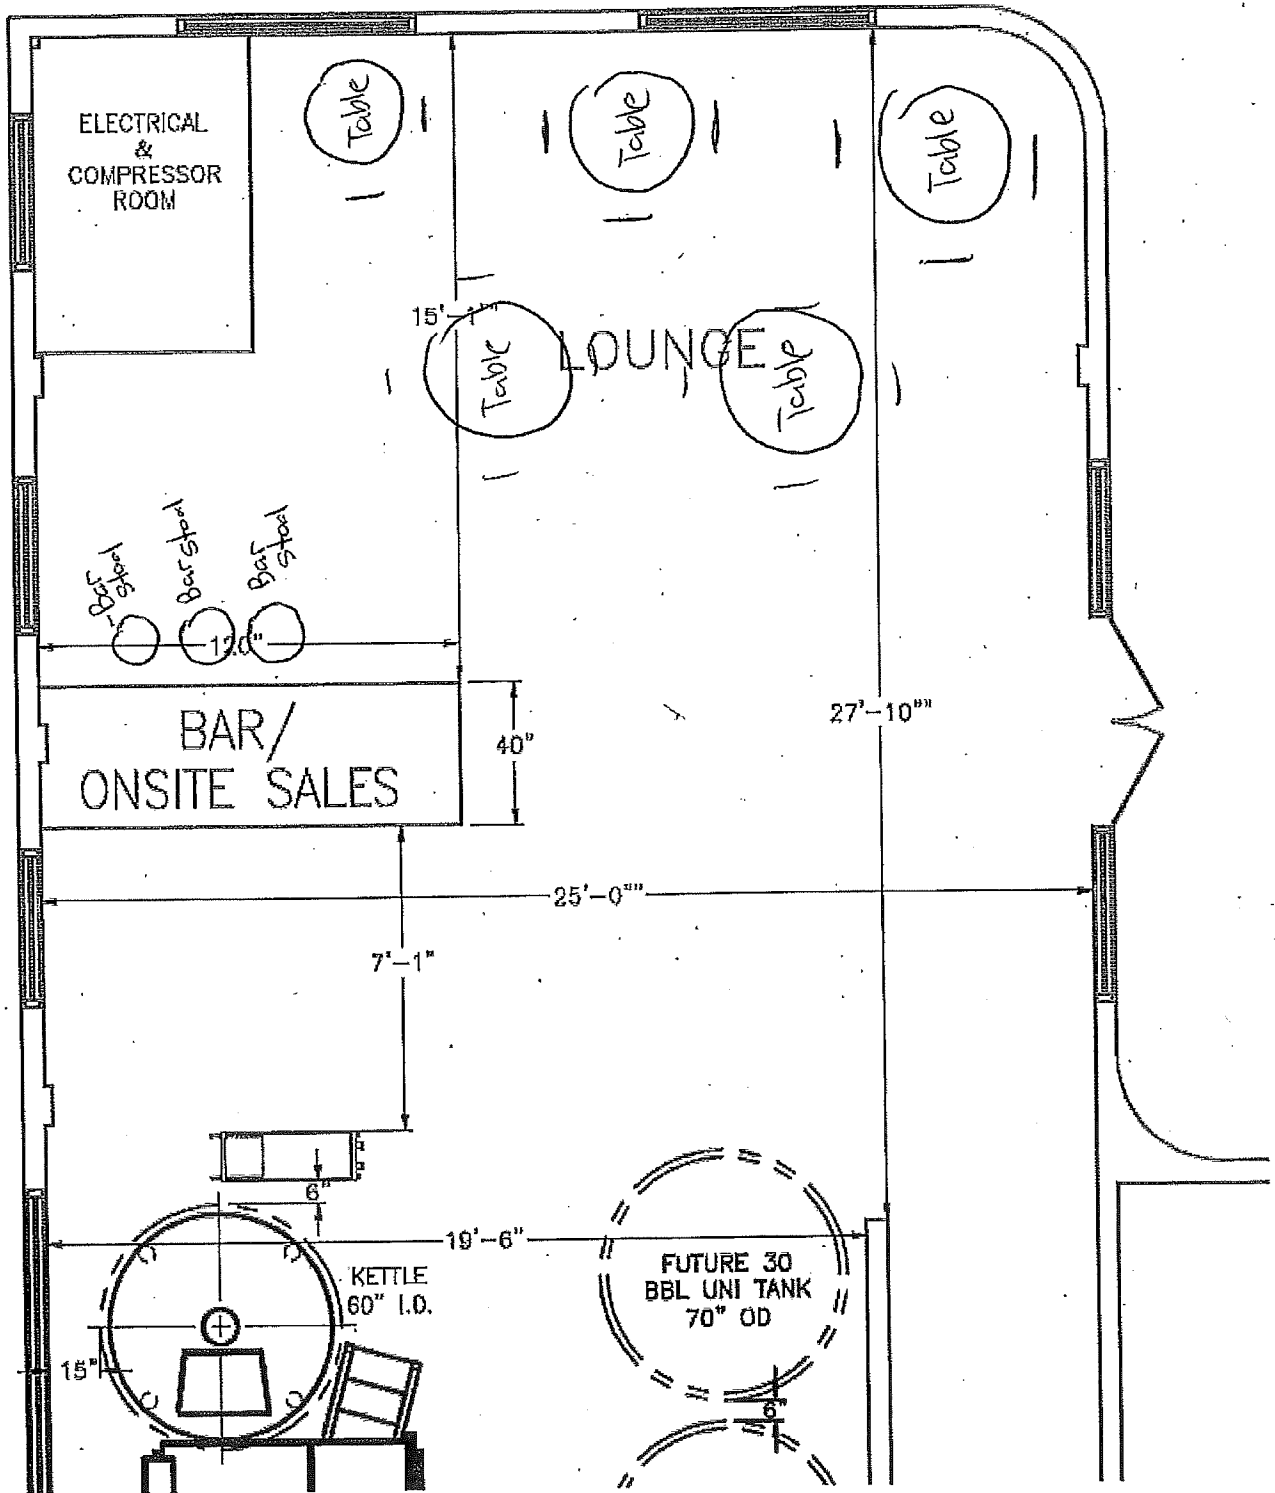 ELECTRICAL
&
COMPRESSOR
ROOM
Table
Table
Table
15'-1""
LOUNGE
Table
Table
Bar
stool
Bar stool
Bar
stool
12.0"
BAR/
ONSITE SALES
40"
27'-10""
25'-0""
7'-1"
6"
19'-6"
KETTLE
60" I.D.
FUTURE 30
BBL UNI TANK
70" OD
15"
6"